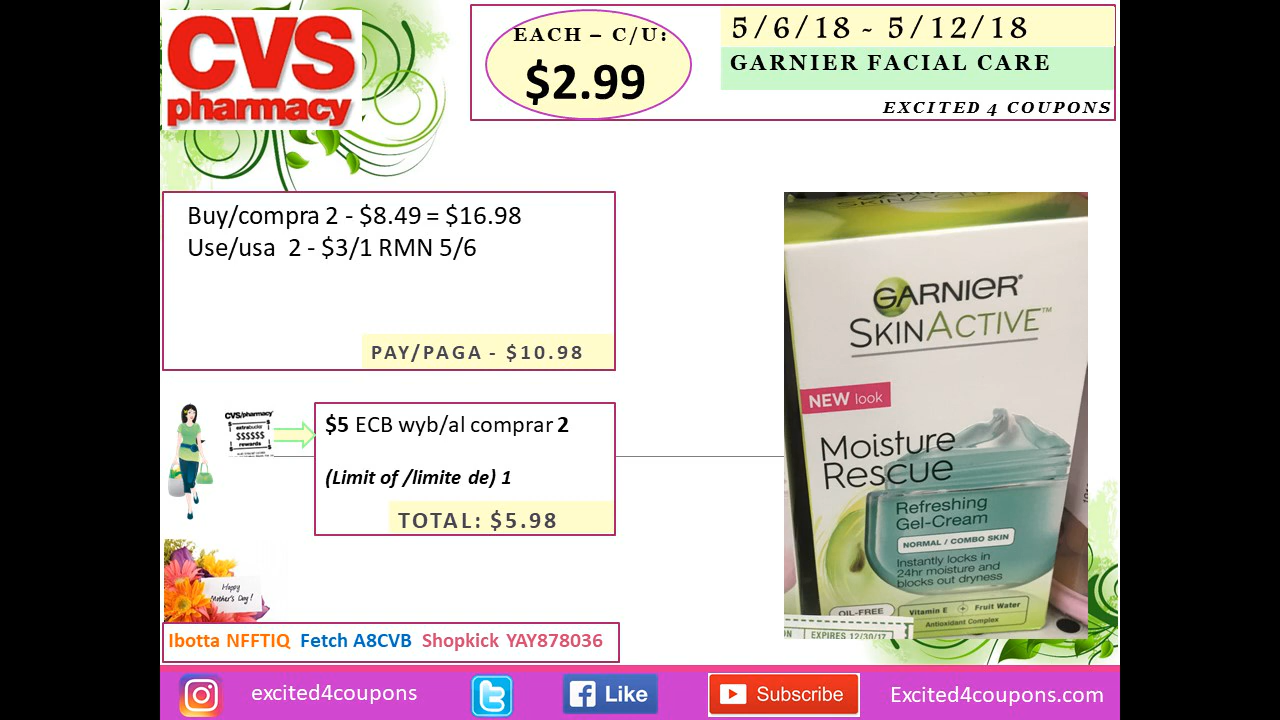 CVS
pharmacy
EACH – C/U:
$2.99
5/6/18 ~ 5/12/18
GARNIER FACIAL CARE
EXCITED 4 COUPONS
Buy/compra 2 - $8.49 = $16.98
Use/usa 2 - $3/1 RMN 5/6
PAY/PAGA - $10.98
CVS/pharmacy
extrabucks
$$$$$$
rewards
$5 ECB wyb/al comprar 2
(Limit of /limite de) 1
TOTAL: $5.98
Happy
Mother's Day!
Ibotta NFFTIQ Fetch A8CVB Shopkick YAY878036
GARNIER®
SKINACTIVE™
NEW look
Moisture
Rescue
Refreshing
Gel-Cream
NORMAL / COMBO SKIN
Instantly locks in
24hr moisture and
blocks out dryness
OIL-FREE
Vitamin E + Fruit Water
Antioxidant Complex
EXPIRES 12/30/17
excited4coupons
Like
Subscribe
Excited4coupons.com